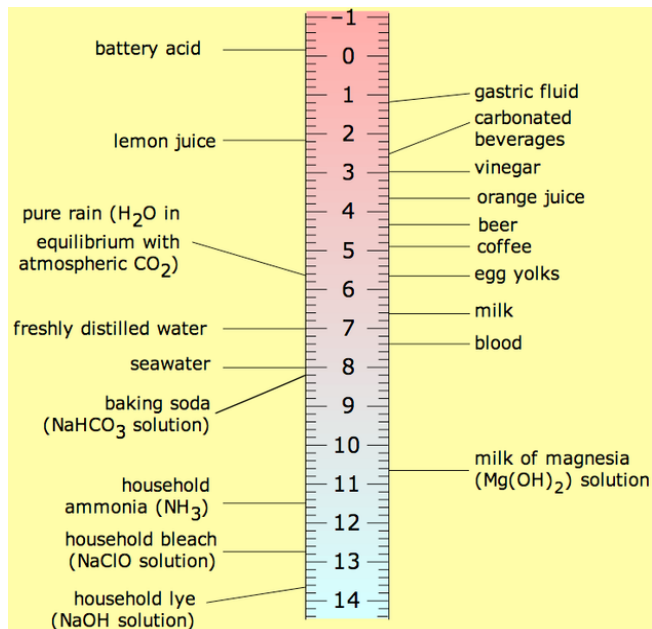 battery acid
lemon juice
pure rain (H₂O in
equilibrium with
atmospheric CO₂)
freshly distilled water
seawater
baking soda
(NaHCO₃ solution)
household
ammonia (NH₃)
household bleach
(NaClO solution)
household lye
(NaOH solution)
−1
0
1
2
3
4
5
6
7
8
9
10
11
12
13
14
gastric fluid
carbonated
beverages
vinegar
orange juice
beer
coffee
egg yolks
milk
blood
milk of magnesia
(Mg(OH)₂) solution